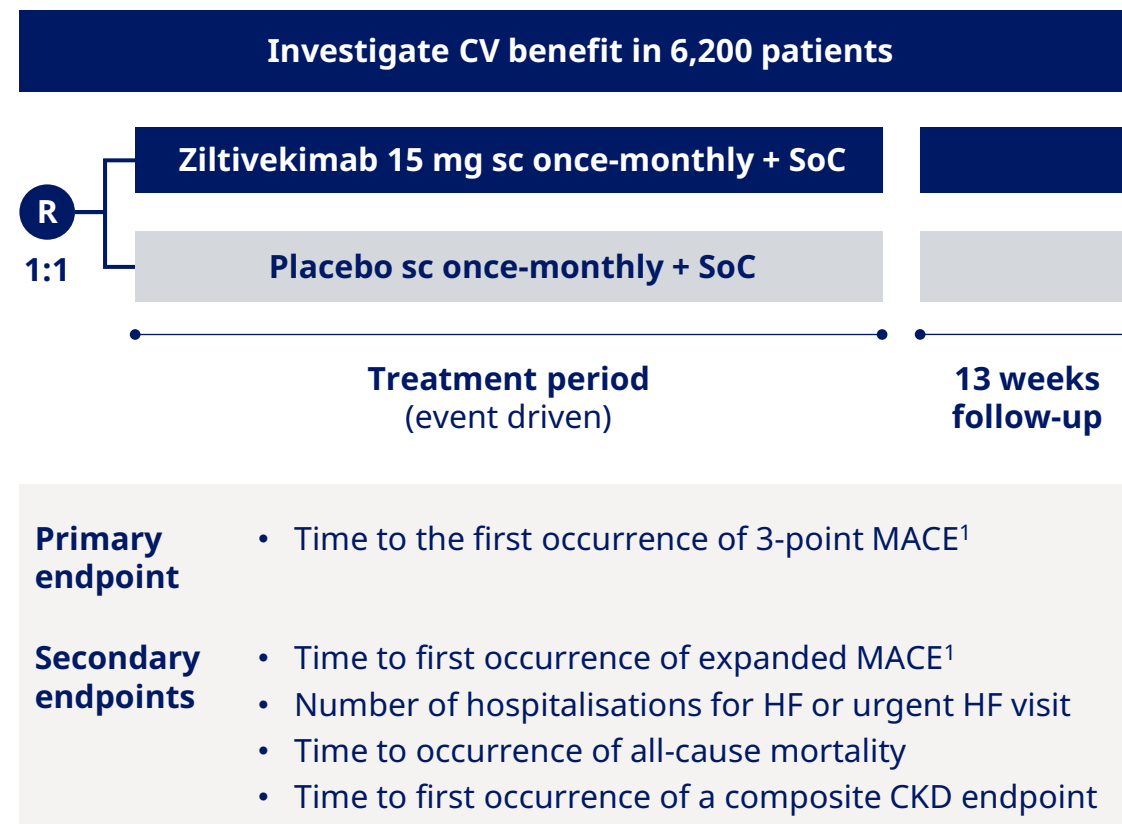 Investigate CV benefit in 6,200 patients
Ziltivekimab 15 mg sc once-monthly + SoC
R
1:1
Placebo sc once-monthly + SoC
Treatment period
(event driven)
13 weeks
follow-up
Primary
endpoint
• Time to the first occurrence of 3-point MACE¹
Secondary
endpoints
• Time to first occurrence of expanded MACE¹
• Number of hospitalisations for HF or urgent HF visit
• Time to occurrence of all-cause mortality
• Time to first occurrence of a composite CKD endpoint